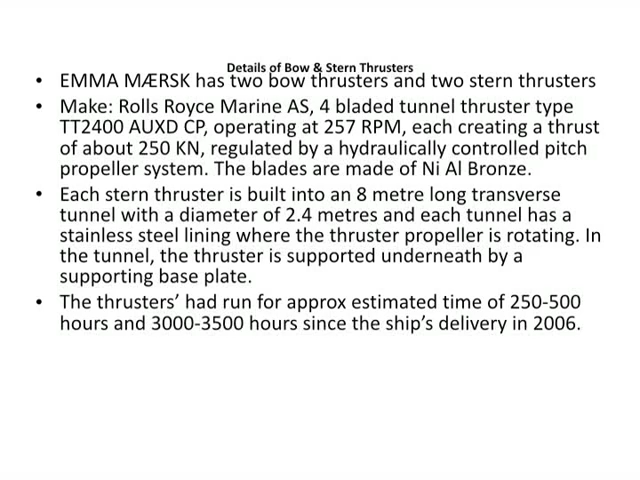 Details of Bow & Stern Thrusters
• EMMA MÆRSK has two bow thrusters and two stern thrusters
• Make: Rolls Royce Marine AS, 4 bladed tunnel thruster type
TT2400 AUXD CP, operating at 257 RPM, each creating a thrust
of about 250 KN, regulated by a hydraulically controlled pitch
propeller system. The blades are made of Ni Al Bronze.
• Each stern thruster is built into an 8 metre long transverse
tunnel with a diameter of 2.4 metres and each tunnel has a
stainless steel lining where the thruster propeller is rotating. In
the tunnel, the thruster is supported underneath by a
supporting base plate.
• The thrusters’ had run for approx estimated time of 250-500
hours and 3000-3500 hours since the ship’s delivery in 2006.